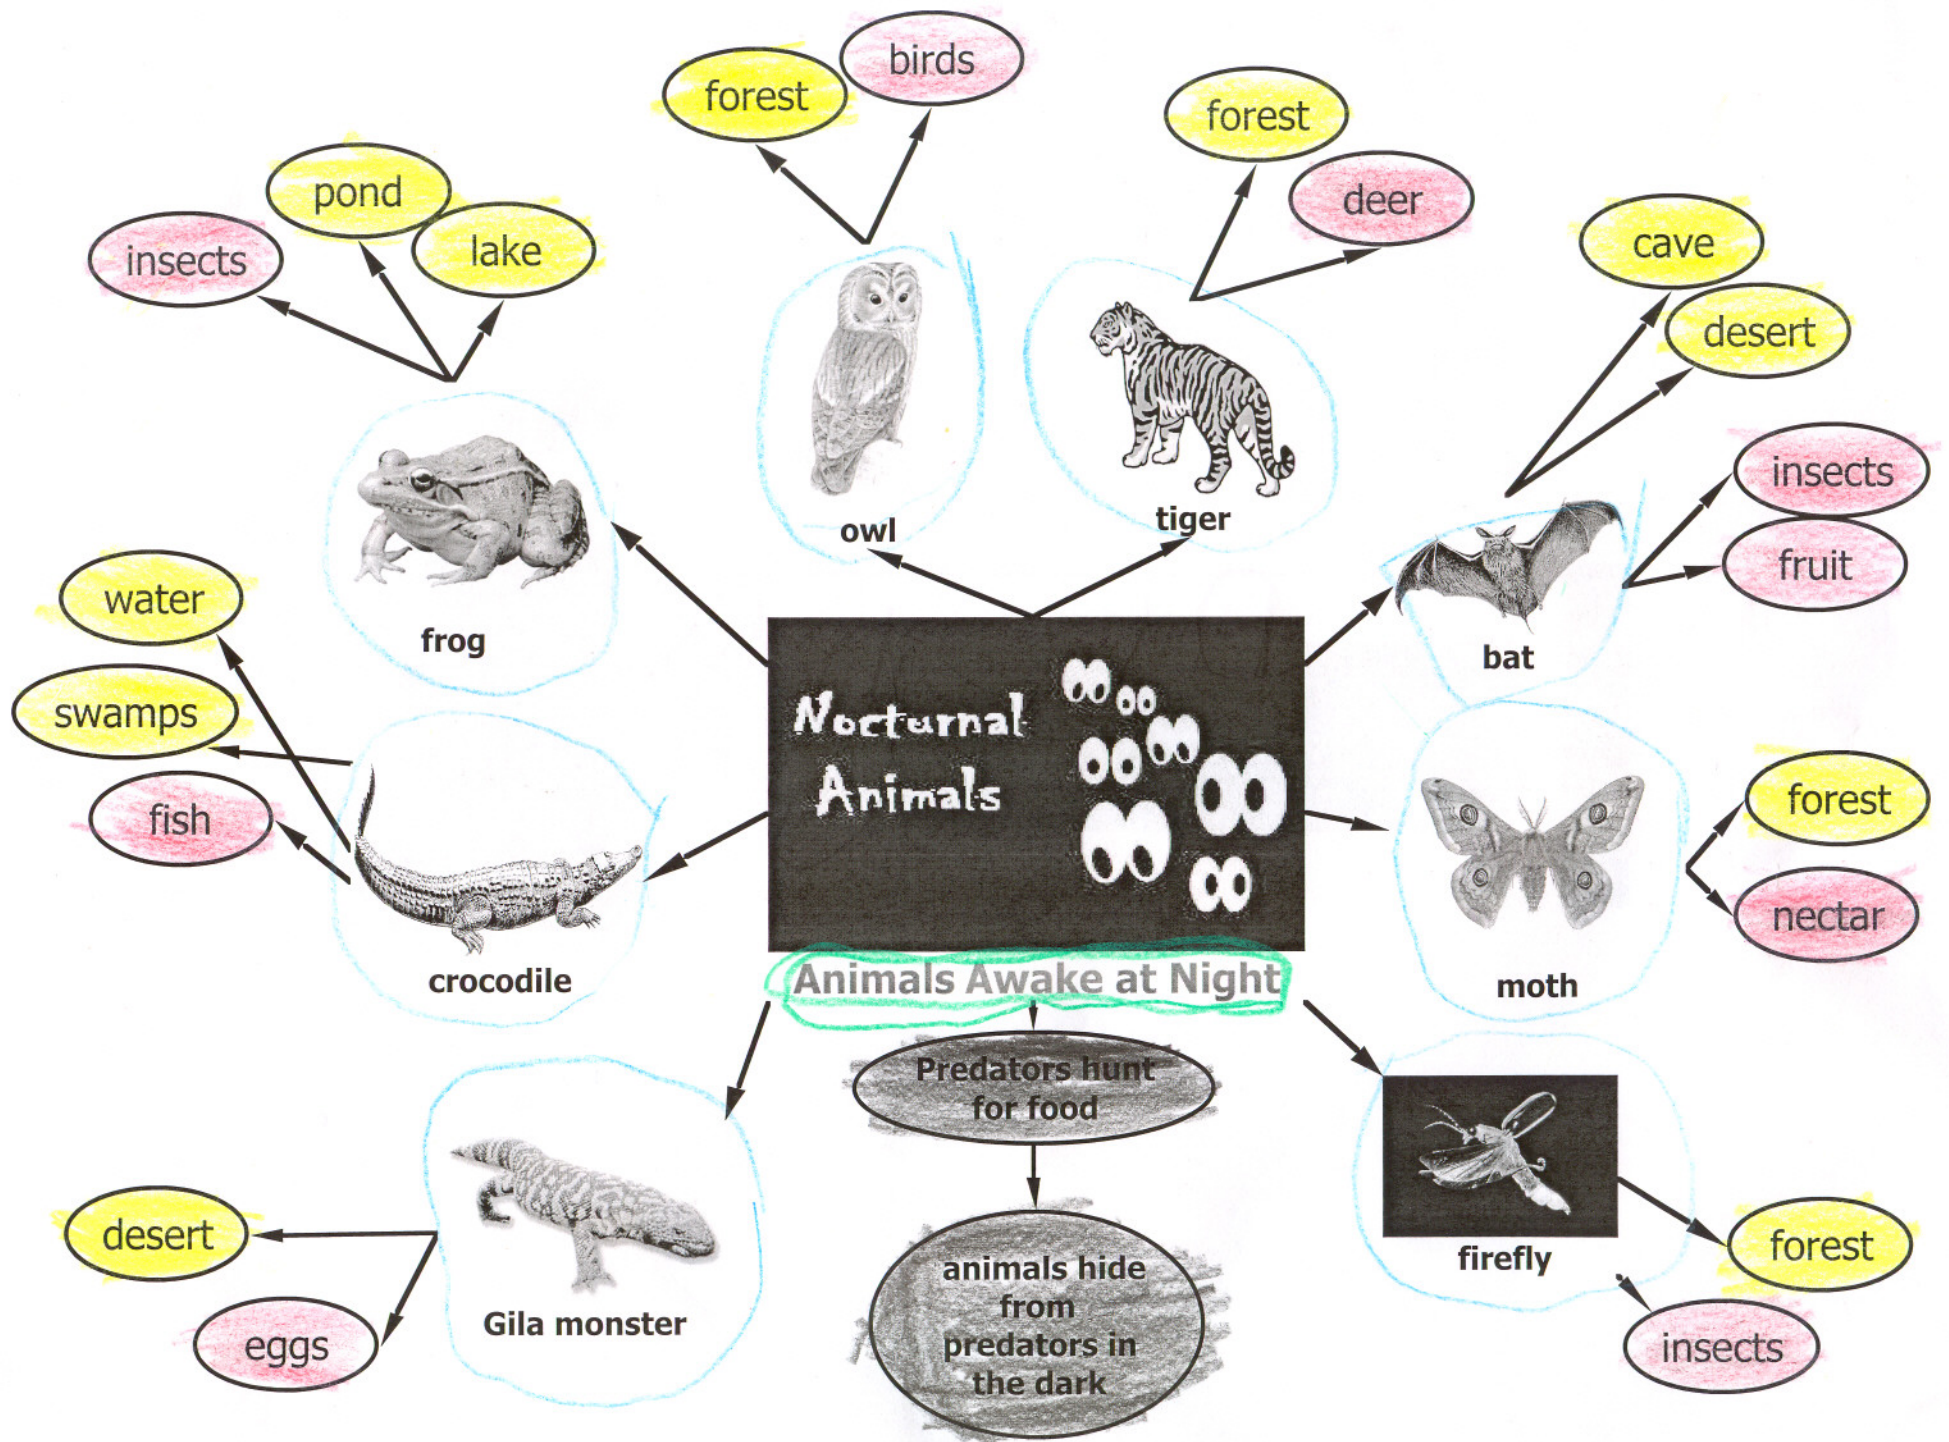 birds
forest
forest
pond
deer
lake
cave
insects
desert
insects
owl
tiger
fruit
water
frog
bat
swamps
Nocturnal
Animals
fish
forest
nectar
crocodile
Animals Awake at Night
moth
Predators hunt
for food
desert
forest
firefly
animals hide
from
predators in
the dark
Gila monster
eggs
insects